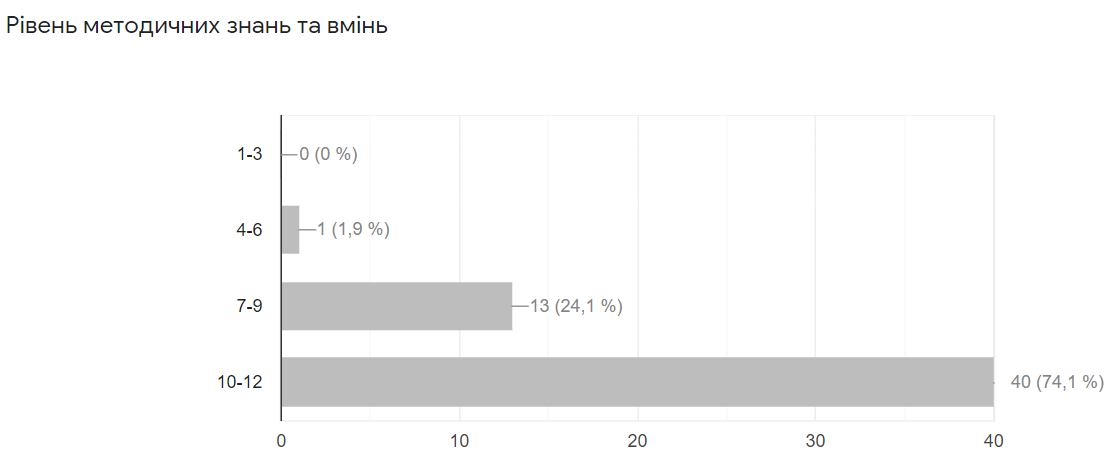 Рівень методичних знань та вмінь
1-3 0 (0 %)
4-6 1 (1,9 %)
7-9 13 (24,1 %)
10-12 40 (74,1 %)
0 10 20 30 40